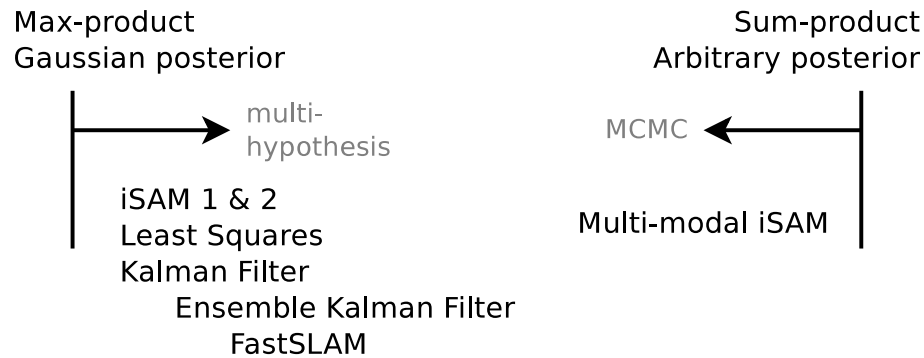 Max-product
Gaussian posterior
Sum-product
Arbitrary posterior
multi-
hypothesis
MCMC
iSAM 1 & 2
Least Squares
Kalman Filter
Ensemble Kalman Filter
FastSLAM
Multi-modal iSAM